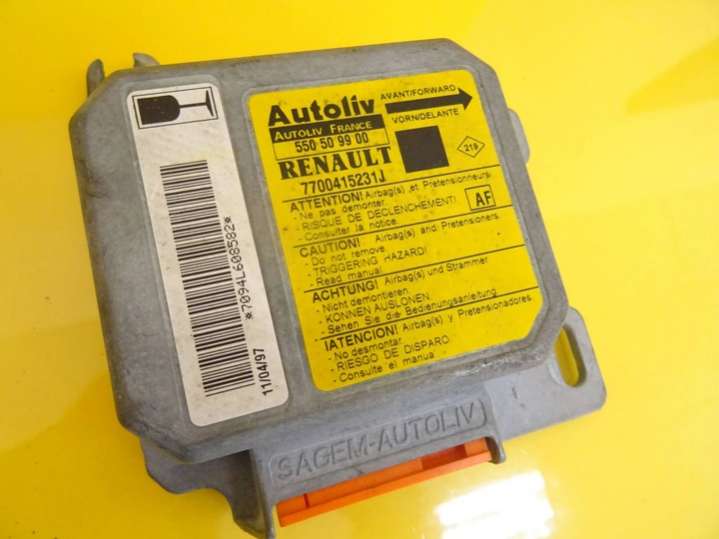 Autoliv
AVANT/FORWARD
AUTOLIV FRANCE
VORN/DELANTE
550 50 99 00
RENAULT
7700415231J
219
ATTENTION! Airbag(s) et Pretensionneurs.
- Ne pas demonter.
- RISQUE DE DECLENCHEMENT!
- Consulter la notice.
AF
CAUTION! Airbag(s) and Pretensioners.
- Do not remove.
- TRIGGERING HAZARD!
- Read manual.
ACHTUNG! Airbag(s) und Strammer
- Nicht demontieren.
- KONNEN AUSLONEN.
- Sehen Sie die Bedienungsanleitung
¡ATENCION! Airbag(s) y Pretensionadores
- No desmontar.
- RIESGO DE DISPARO.
- Consulte el manual.
*7094L608582*
11/04/97
SAGEM-AUTOLIV